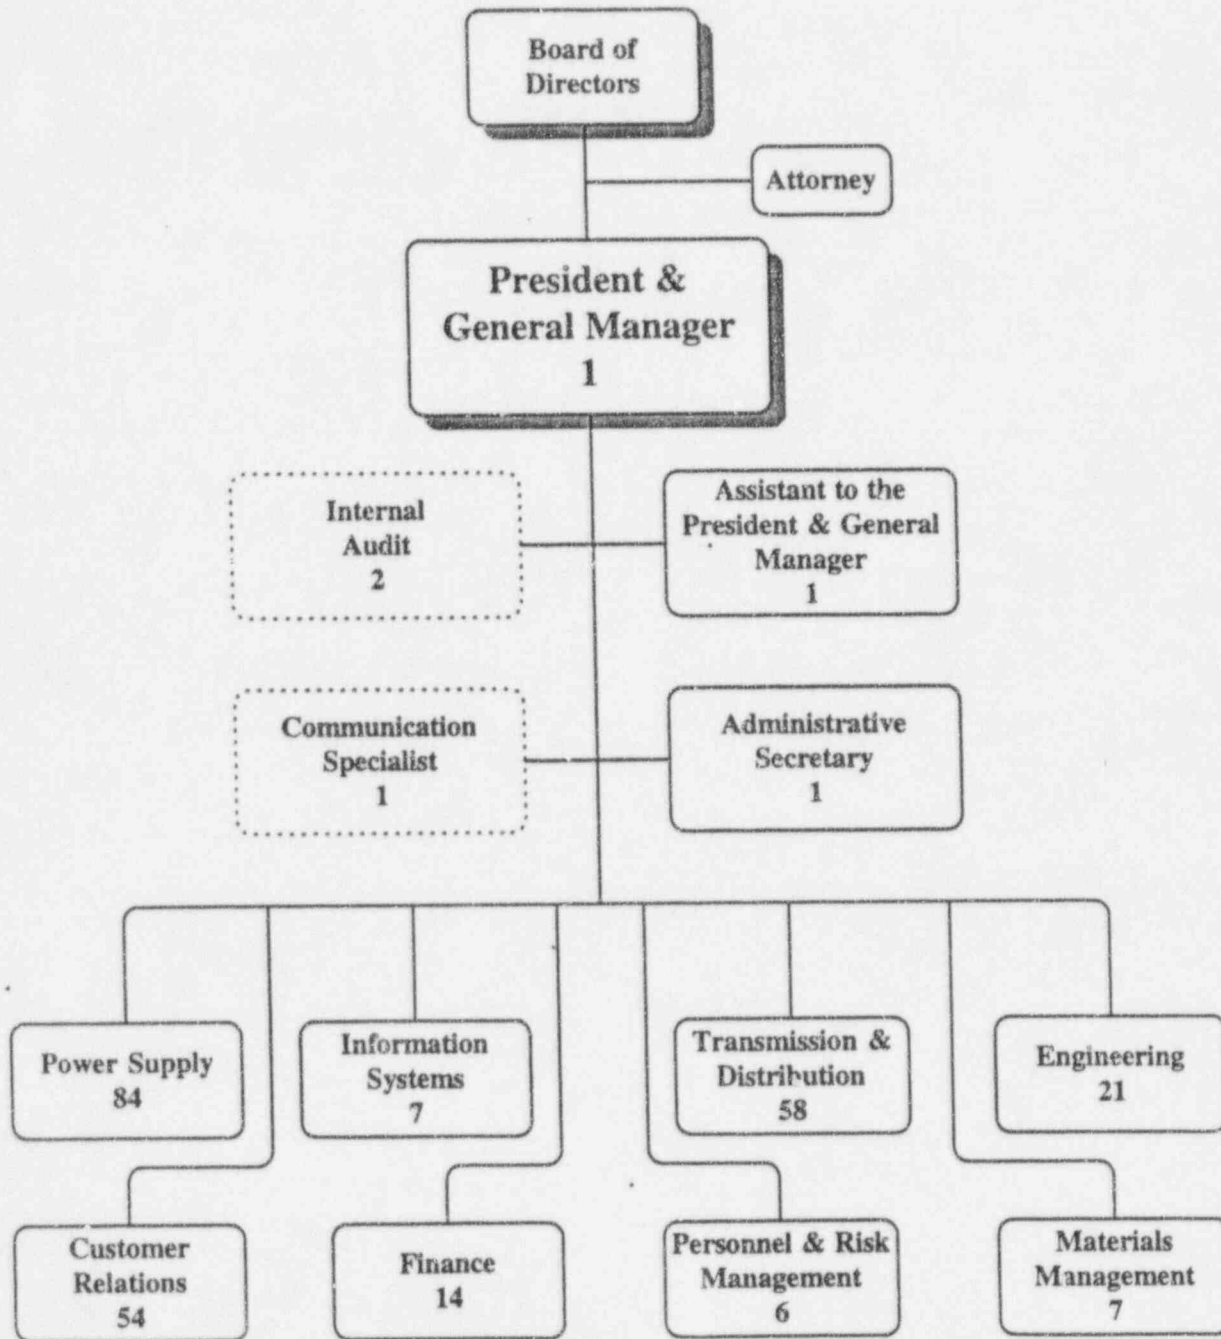 Board of
Directors
Attorney
President &
General Manager
1
Internal
Audit
2
Assistant to the
President & General
Manager
1
Communication
Specialist
1
Administrative
Secretary
1
Power Supply
84
Information
Systems
7
Transmission &
Distribution
58
Engineering
21
Customer
Relations
54
Finance
14
Personnel & Risk
Management
6
Materials
Management
7